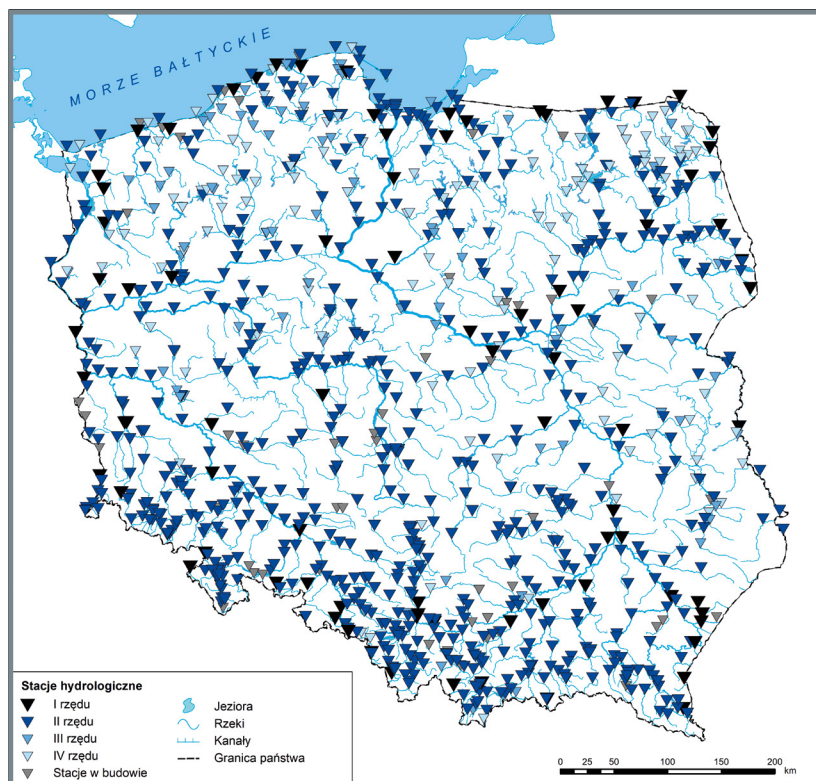 MORZE BAŁTYCKIE
Stacje hydrologiczne
I rzędu
II rzędu
III rzędu
IV rzędu
Stacje w budowie
Jeziora
Rzeki
Kanały
Granica państwa
0 25 50 100 150 200
km